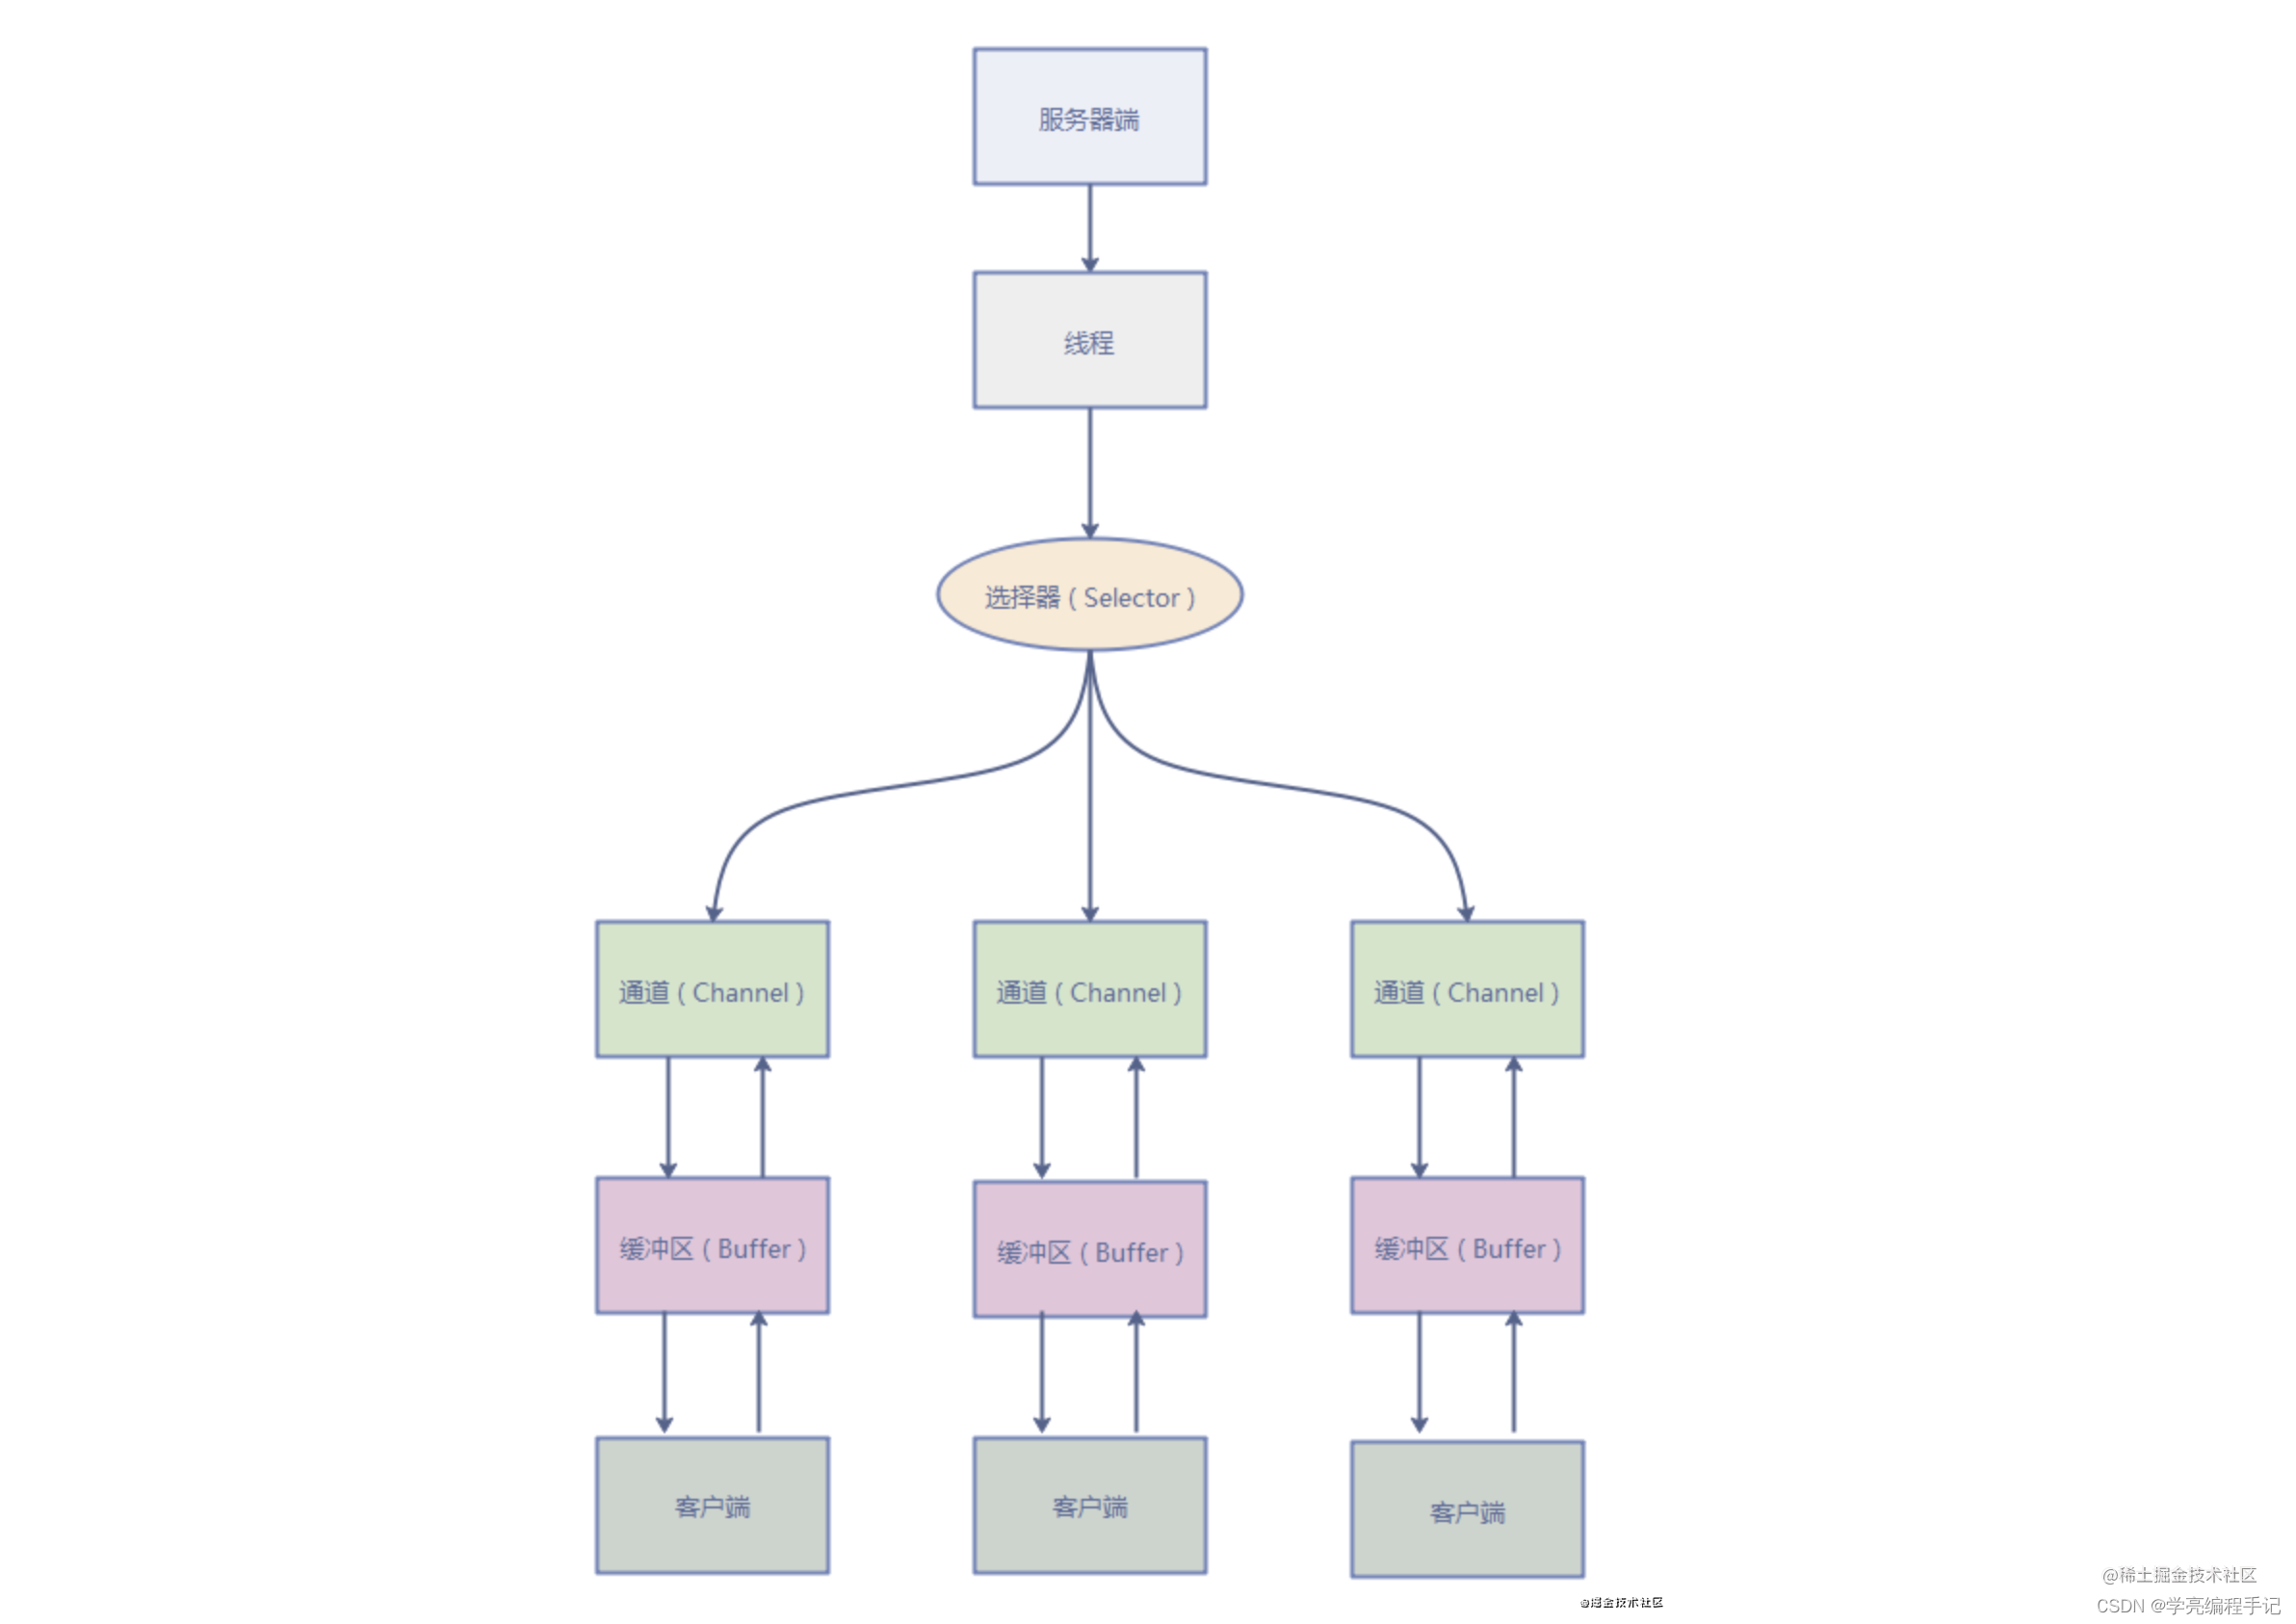 服务器端
线程
选择器（Selector）
通道（Channel）
通道（Channel）
通道（Channel）
缓冲区（Buffer）
缓冲区（Buffer）
缓冲区（Buffer）
客户端
客户端
客户端
@稀土掘金技术社区
@掘金技术社区
CSDN @学亮编程手记